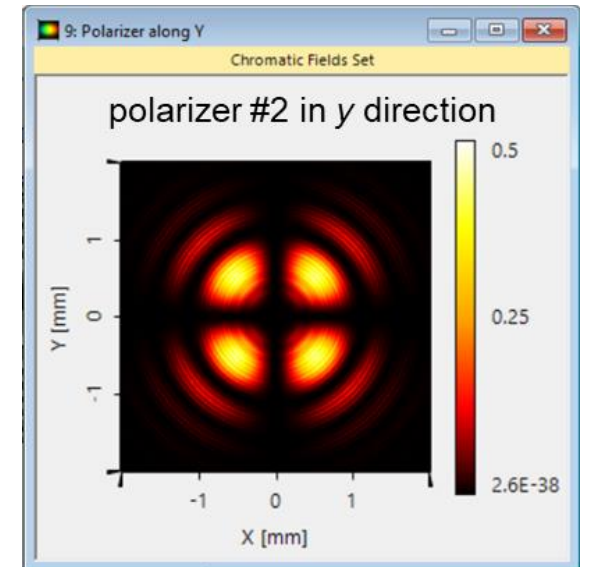 9: Polarizer along Y
Chromatic Fields Set
polarizer #2 in y direction
0.5
0.25
2.6E-38
1
0
-1
Y [mm]
-1
0
1
X [mm]